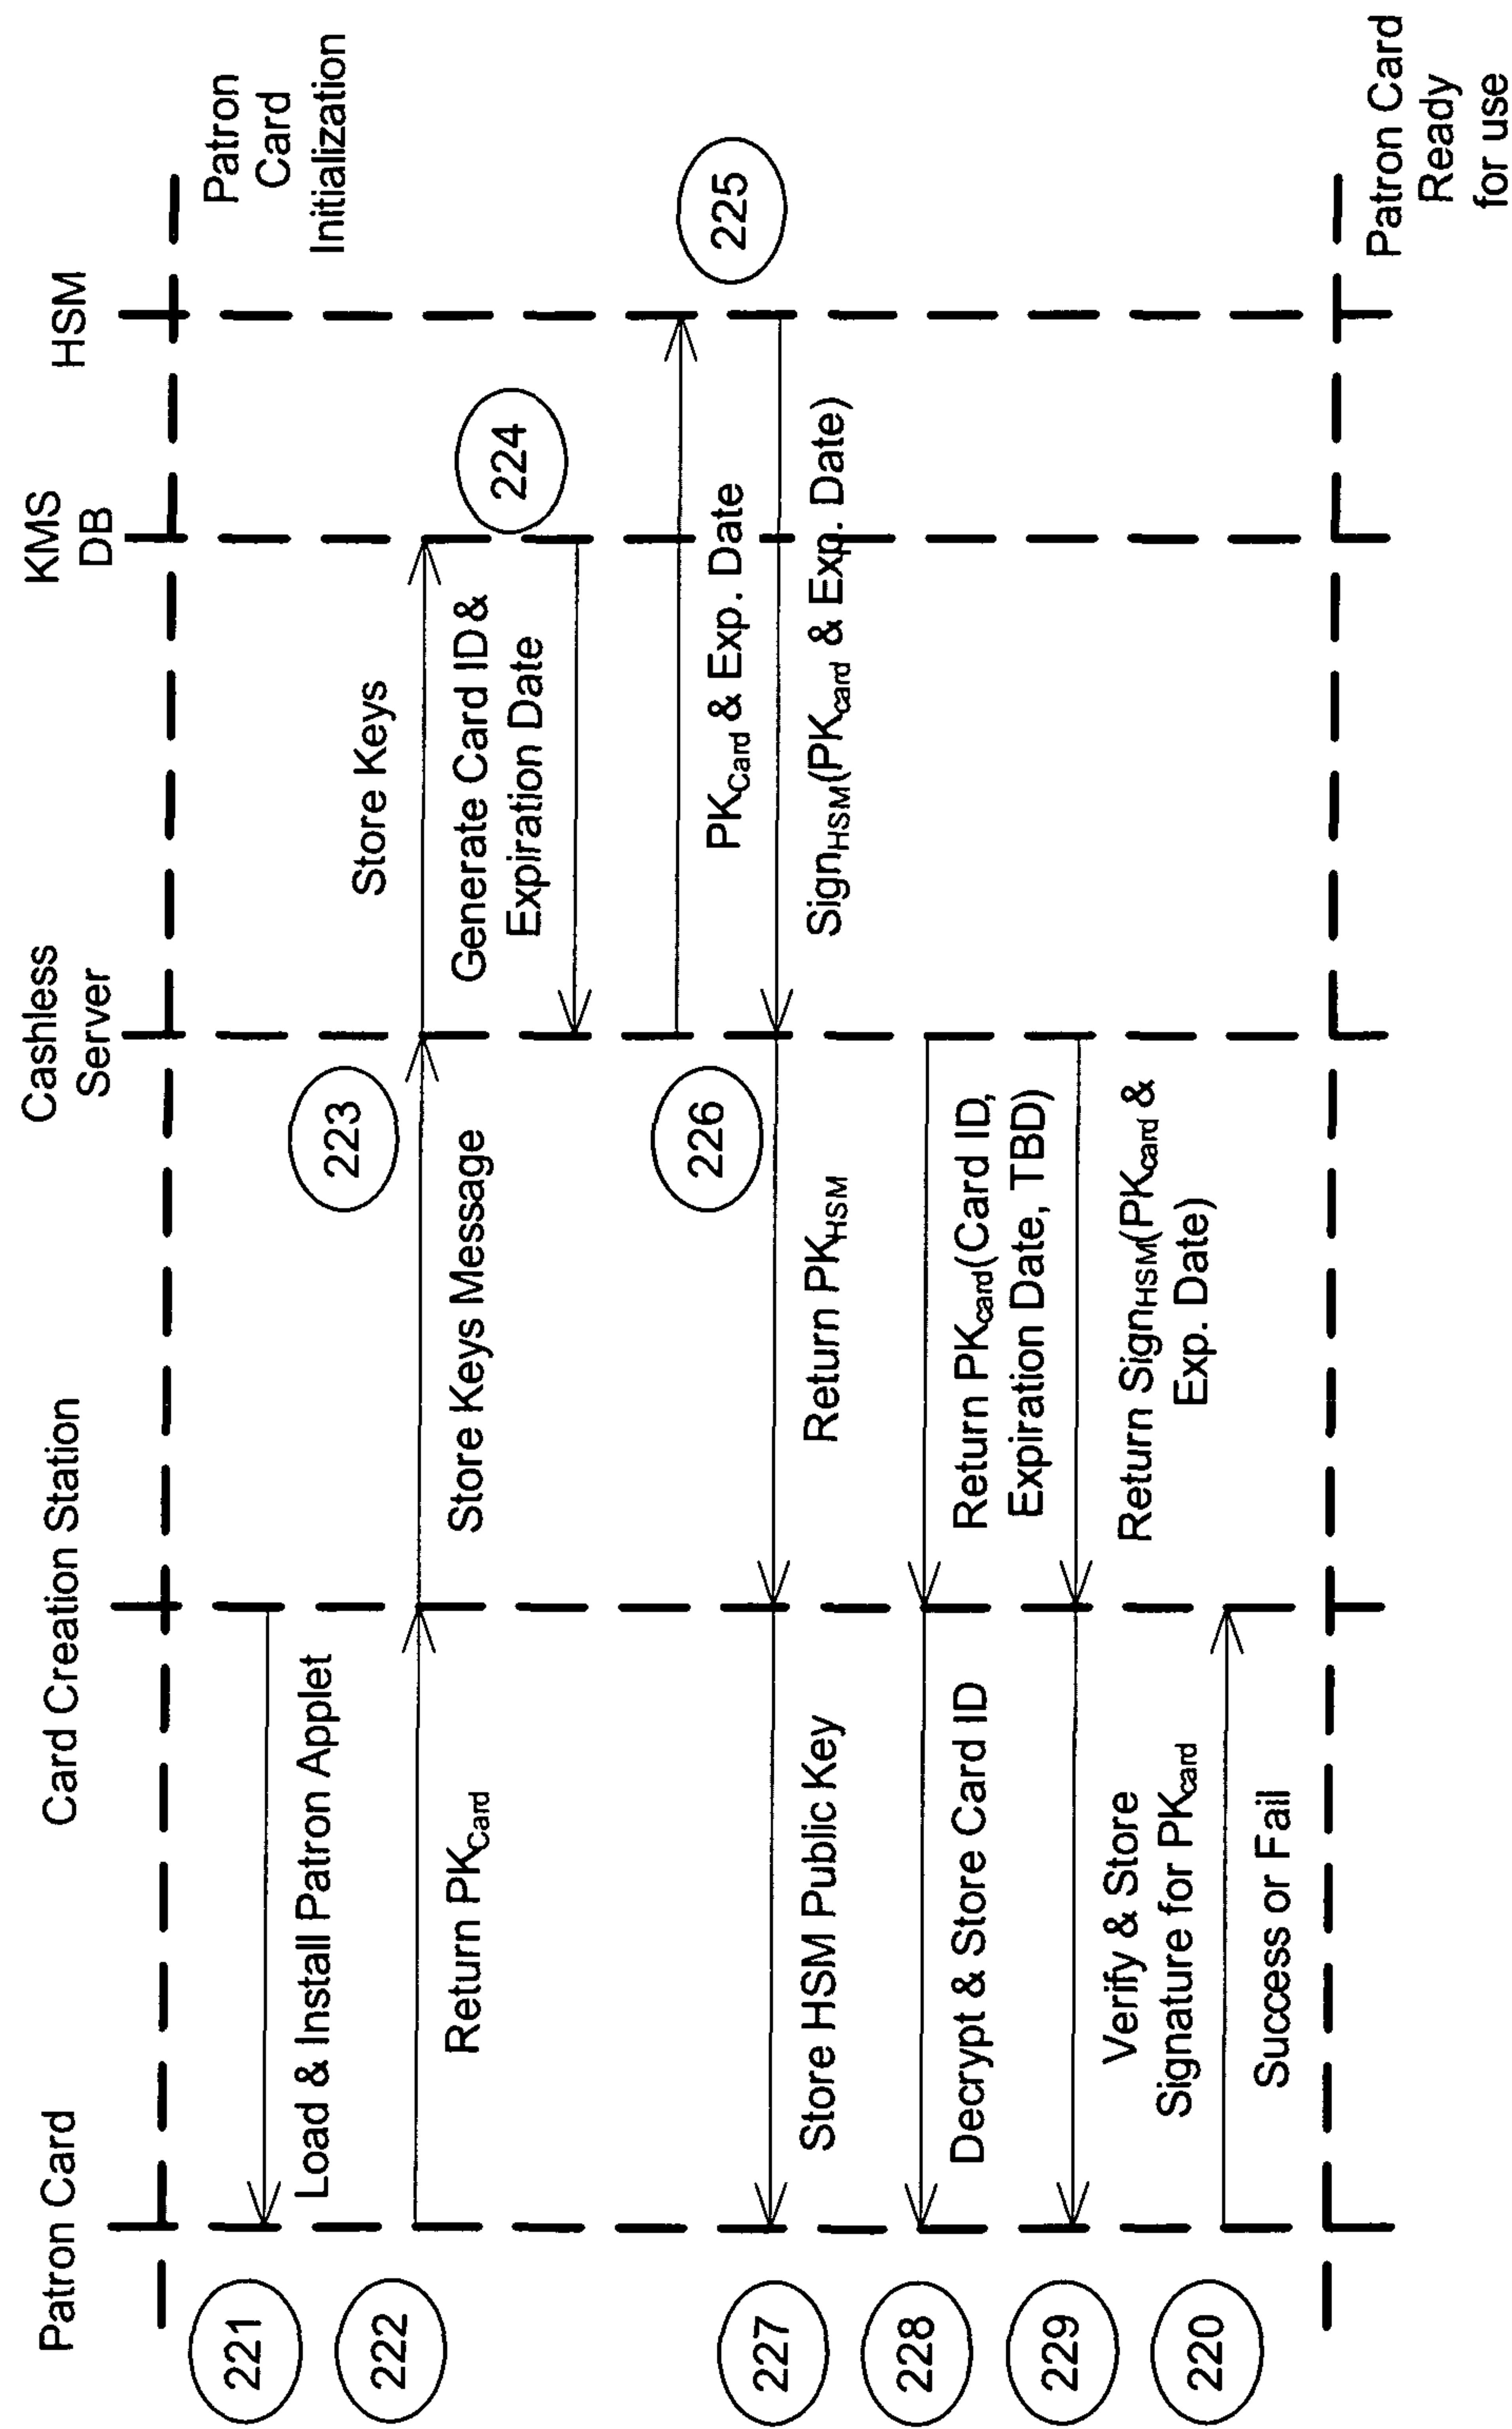 Patron Card
Card Creation Station
Cashless
Server
KMS
DB
HSM
Patron
Card
Initialization
221
Load & Install Patron Applet
222
Return PKCard
Store Keys Message
223
Store Keys
224
Generate Card ID &
Expiration Date
PKCard & Exp. Date
225
SignHSM(PKcard & Exp. Date)
226
Return PKHSM
227
Store HSM Public Key
Return PKcard(Card ID,
Expiration Date, TBD)
228
Decrypt & Store Card ID
Return SignHSM(PKcard &
Exp. Date)
229
Verify & Store
Signature for PKcard
220
Success or Fail
Patron Card
Ready
for use